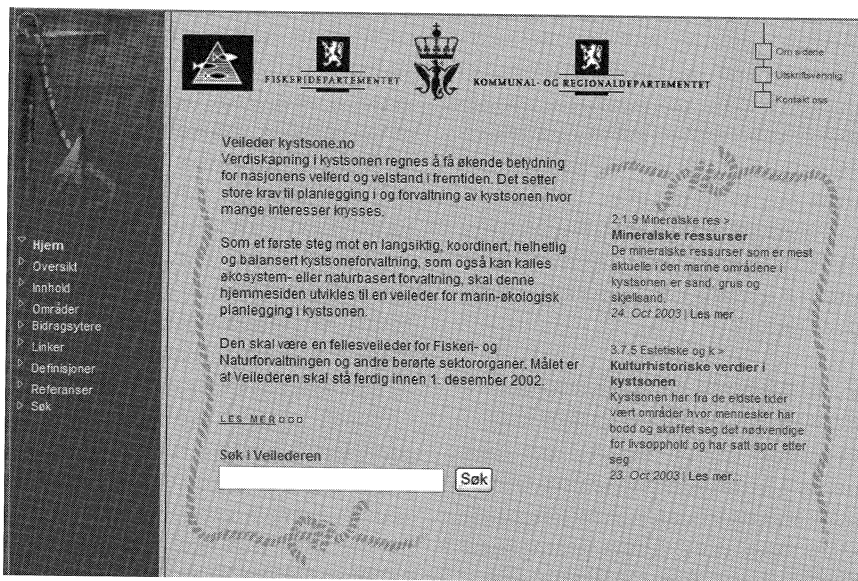 FISKERIDEPARTEMENTET
KOMMUNAL- OG REGIONALDEPARTEMENTET
Om sidene
Utskriftsvennlig
Kontakt oss
Hjem
Oversikt
Innhold
Områder
Bidragsytere
Linker
Definisjoner
Referanser
Søk
Veileder kystsone.no
Verdiskapning i kystsonen regnes å få økende betydning
for nasjonens velferd og velstand i fremtiden. Det setter
store krav til planlegging i og forvaltning av kystsonen hvor
mange interesser krysses.
Som et første steg mot en langsiktig, koordinert, helhetlig
og balansert kystsoneforvaltning, som også kan kalles
økosystem- eller naturbasert forvaltning, skal denne
hjemmesiden utvikles til en veileder for marin-økologisk
planlegging i kystsonen.
Den skal være en fellesveileder for Fiskeri- og
Naturforvaltningen og andre berørte sektororganer. Målet er
at Veilederen skal stå ferdig innen 1. desember 2002.
LES MER
Søk i Veilederen
Søk
2.1.9 Mineralske res >
Mineralske ressurser
De mineralske ressurser som er mest
aktuelle i den marine områdene i
kystsonen er sand, grus og
skjellsand.
24. Oct 2003 | Les mer...
3.7.5 Estetiske og k >
Kulturhistoriske verdier i
kystsonen
Kystsonen har fra de eldste tider
vært områder hvor mennesker har
bodd og skaffet seg det nødvendige
for livsopphold og har satt spor etter
seg
23. Oct 2003 | Les mer...